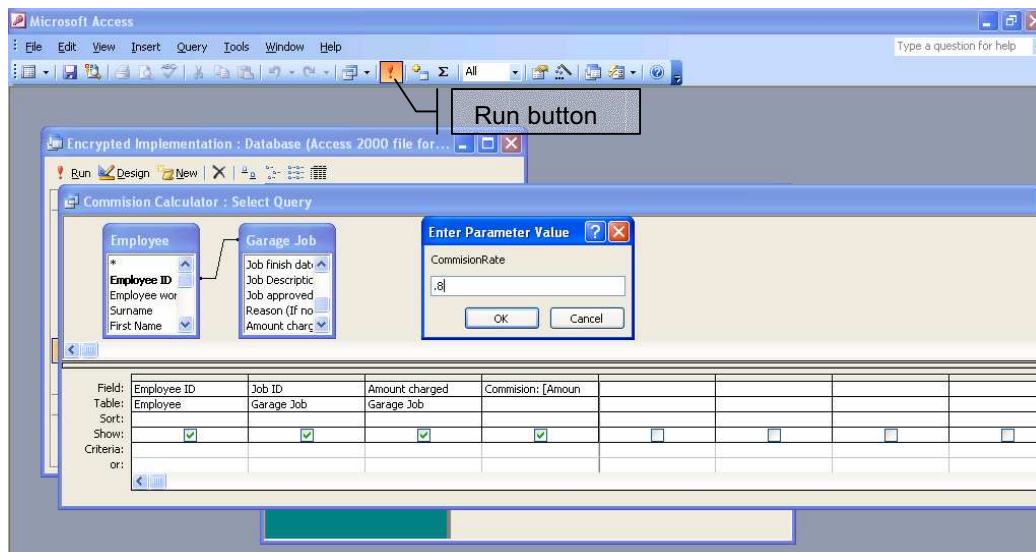 Microsoft Access
File Edit View Insert Query Tools Window Help
Type a question for help
All
Run button
Encrypted Implementation : Database (Access 2000 file for...
Run Design New
Commision Calculator : Select Query
Employee
*
Employee ID
Employee wor
Surname
First Name
Garage Job
Job finish dat
Job Descriptic
Job approved
Reason (If no
Amount charg
Enter Parameter Value
CommisionRate
.8
OK Cancel
Field: Employee ID Job ID Amount charged Commision: [Amoun
Table: Employee Garage Job Garage Job
Sort:
Show:
Criteria:
or: